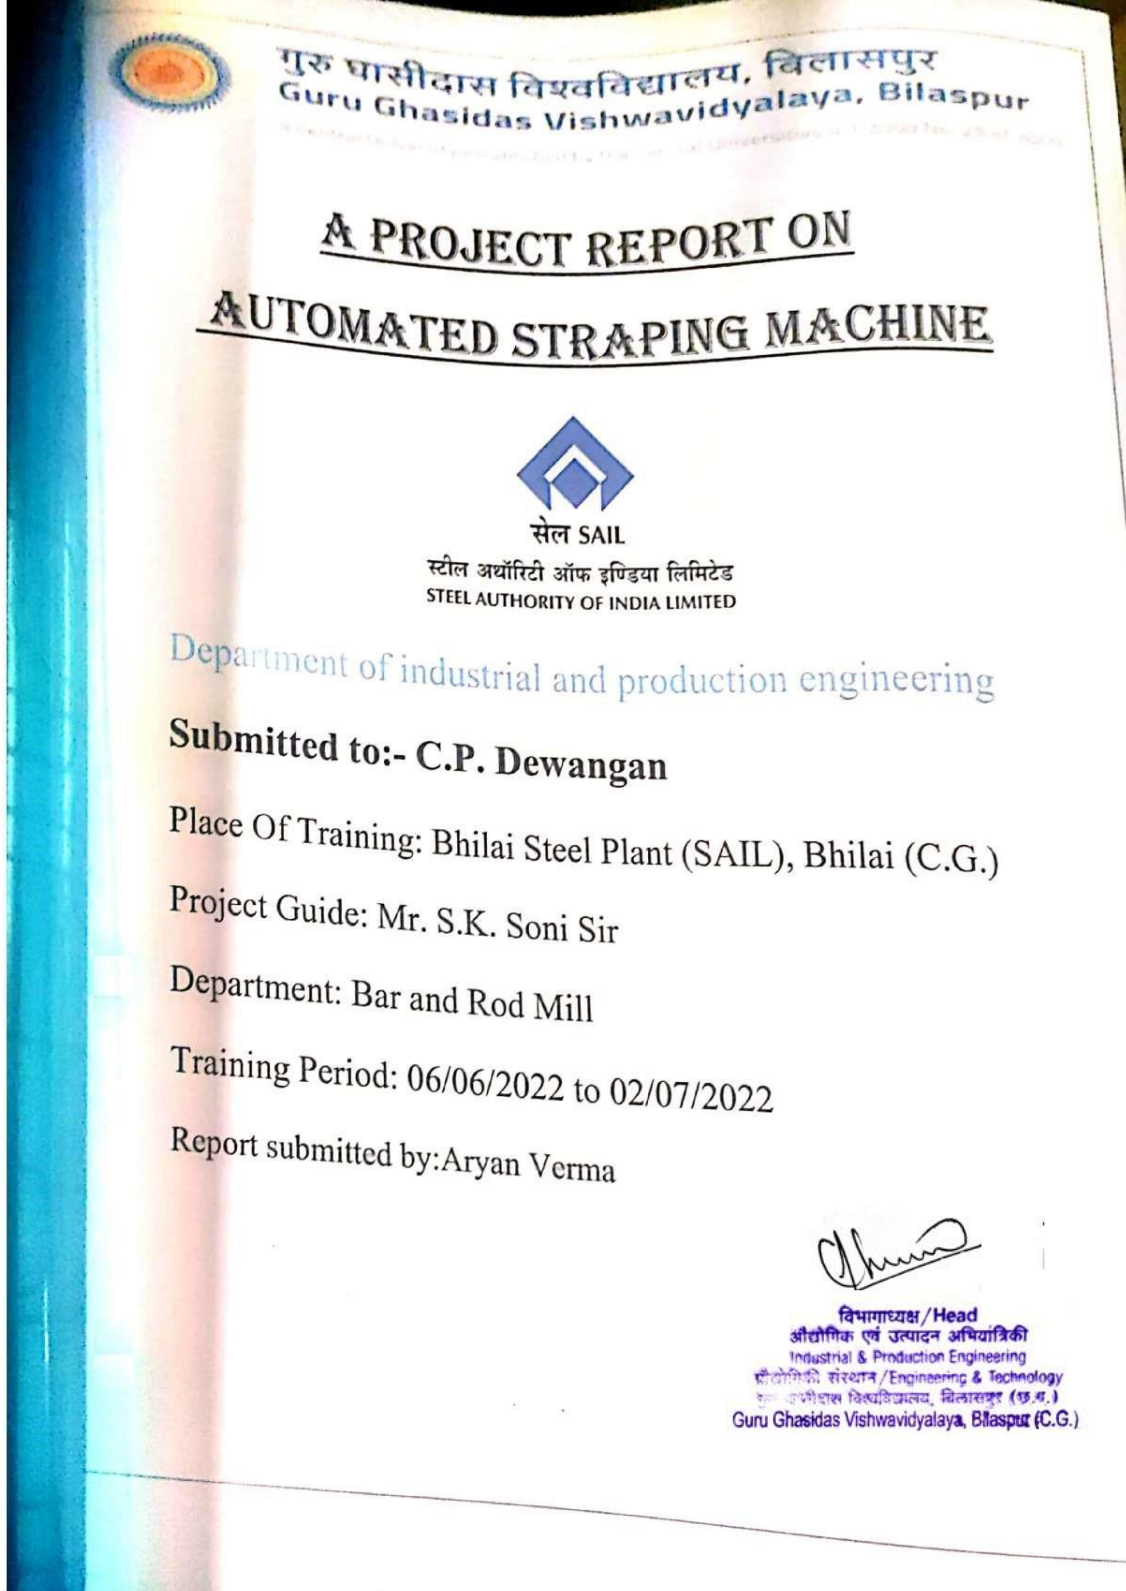 गुरु घासीदास विश्वविद्यालय, बिलासपुर
Guru Ghasidas Vishwavidyalaya, Bilaspur
A PROJECT REPORT ON
AUTOMATED STRAPING MACHINE
सेल SAIL
स्टील अथॉरिटी ऑफ इण्डिया लिमिटेड
STEEL AUTHORITY OF INDIA LIMITED
Department of industrial and production engineering
Submitted to:- C.P. Dewangan
Place Of Training: Bhilai Steel Plant (SAIL), Bhilai (C.G.)
Project Guide: Mr. S.K. Soni Sir
Department: Bar and Rod Mill
Training Period: 06/06/2022 to 02/07/2022
Report submitted by:Aryan Verma
विभागाध्यक्ष/Head
औद्योगिक एवं उत्पादन अभियांत्रिकी
Industrial & Production Engineering
प्रौद्योगिकी संस्थान/Engineering & Technology
घासीदास विश्वविद्यालय, बिलासपुर (छ.ग.)
Guru Ghasidas Vishwavidyalaya, Bilaspur (C.G.)